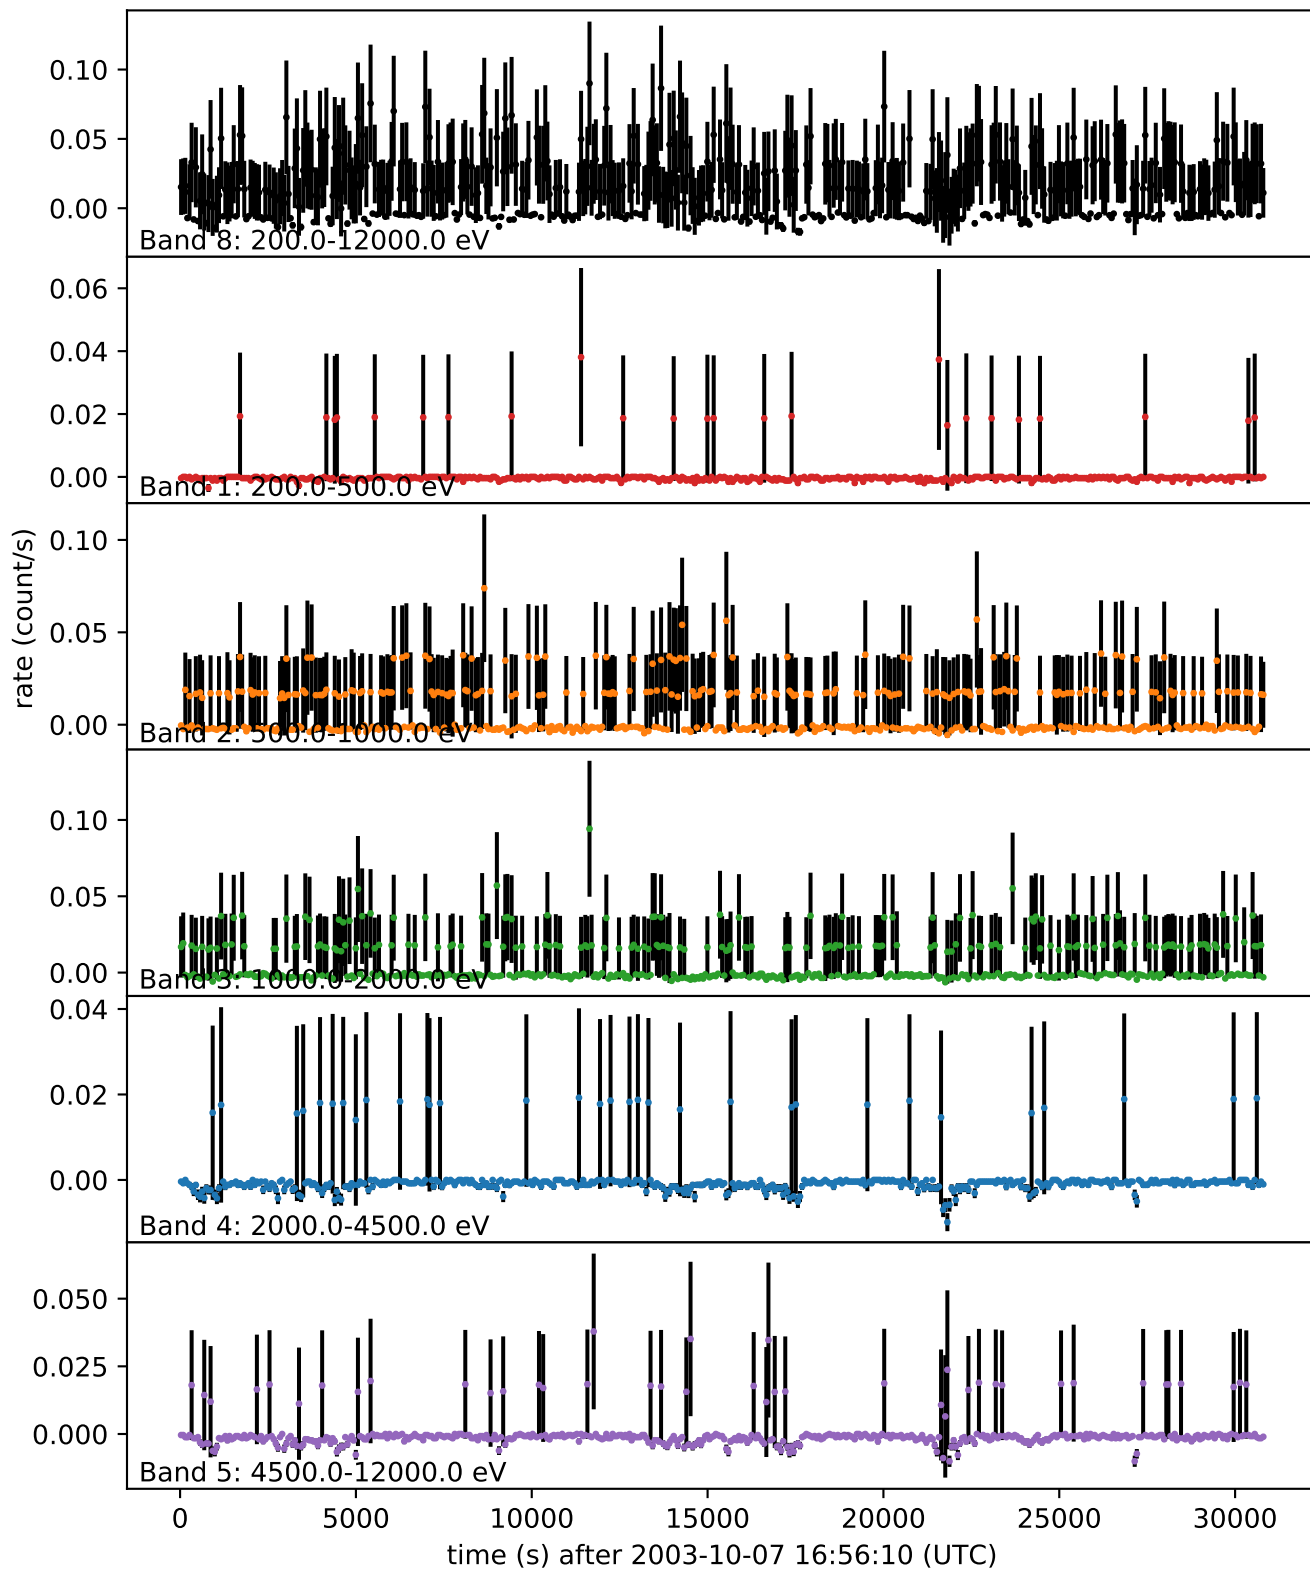 0.10
0.05
0.00
Band 8: 200.0-12000.0 eV
0.06
0.04
0.02
0.00
Band 1: 200.0-500.0 eV
rate (count/s)
0.10
0.05
0.00
Band 2: 500.0-1000.0 eV
0.10
0.05
0.00
Band 3: 1000.0-2000.0 eV
0.04
0.02
0.00
Band 4: 2000.0-4500.0 eV
0.050
0.025
0.000
Band 5: 4500.0-12000.0 eV
0 5000 10000 15000 20000 25000 30000
time (s) after 2003-10-07 16:56:10 (UTC)